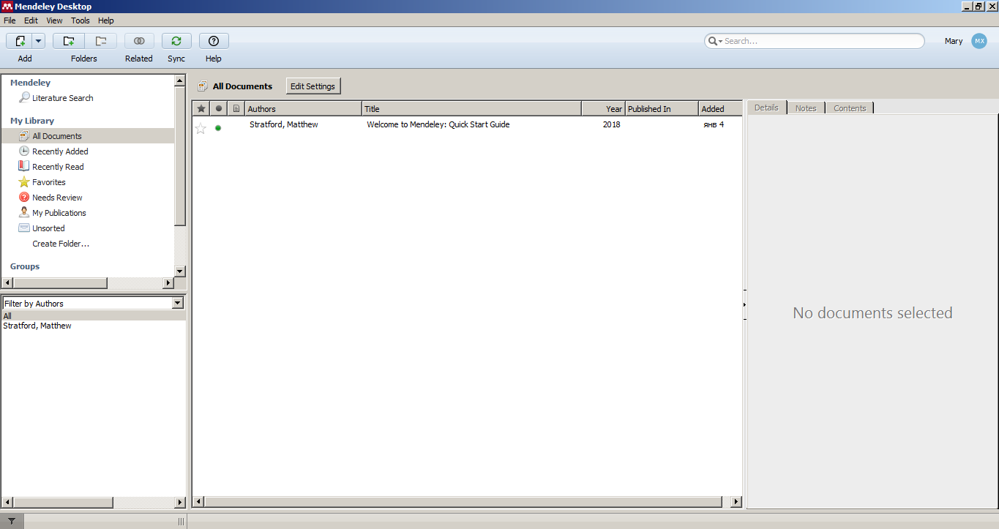 Mendeley Desktop
File Edit View Tools Help
Add Folders Related Sync Help
Search...
Mary MX
Mendeley
Literature Search
My Library
All Documents
Recently Added
Recently Read
Favorites
Needs Review
My Publications
Unsorted
Create Folder...
Groups
Filter by Authors
All
Stratford, Matthew
All Documents Edit Settings
Authors Title Year Published In Added
Stratford, Matthew Welcome to Mendeley: Quick Start Guide 2018 янв 4
Details Notes Contents
No documents selected